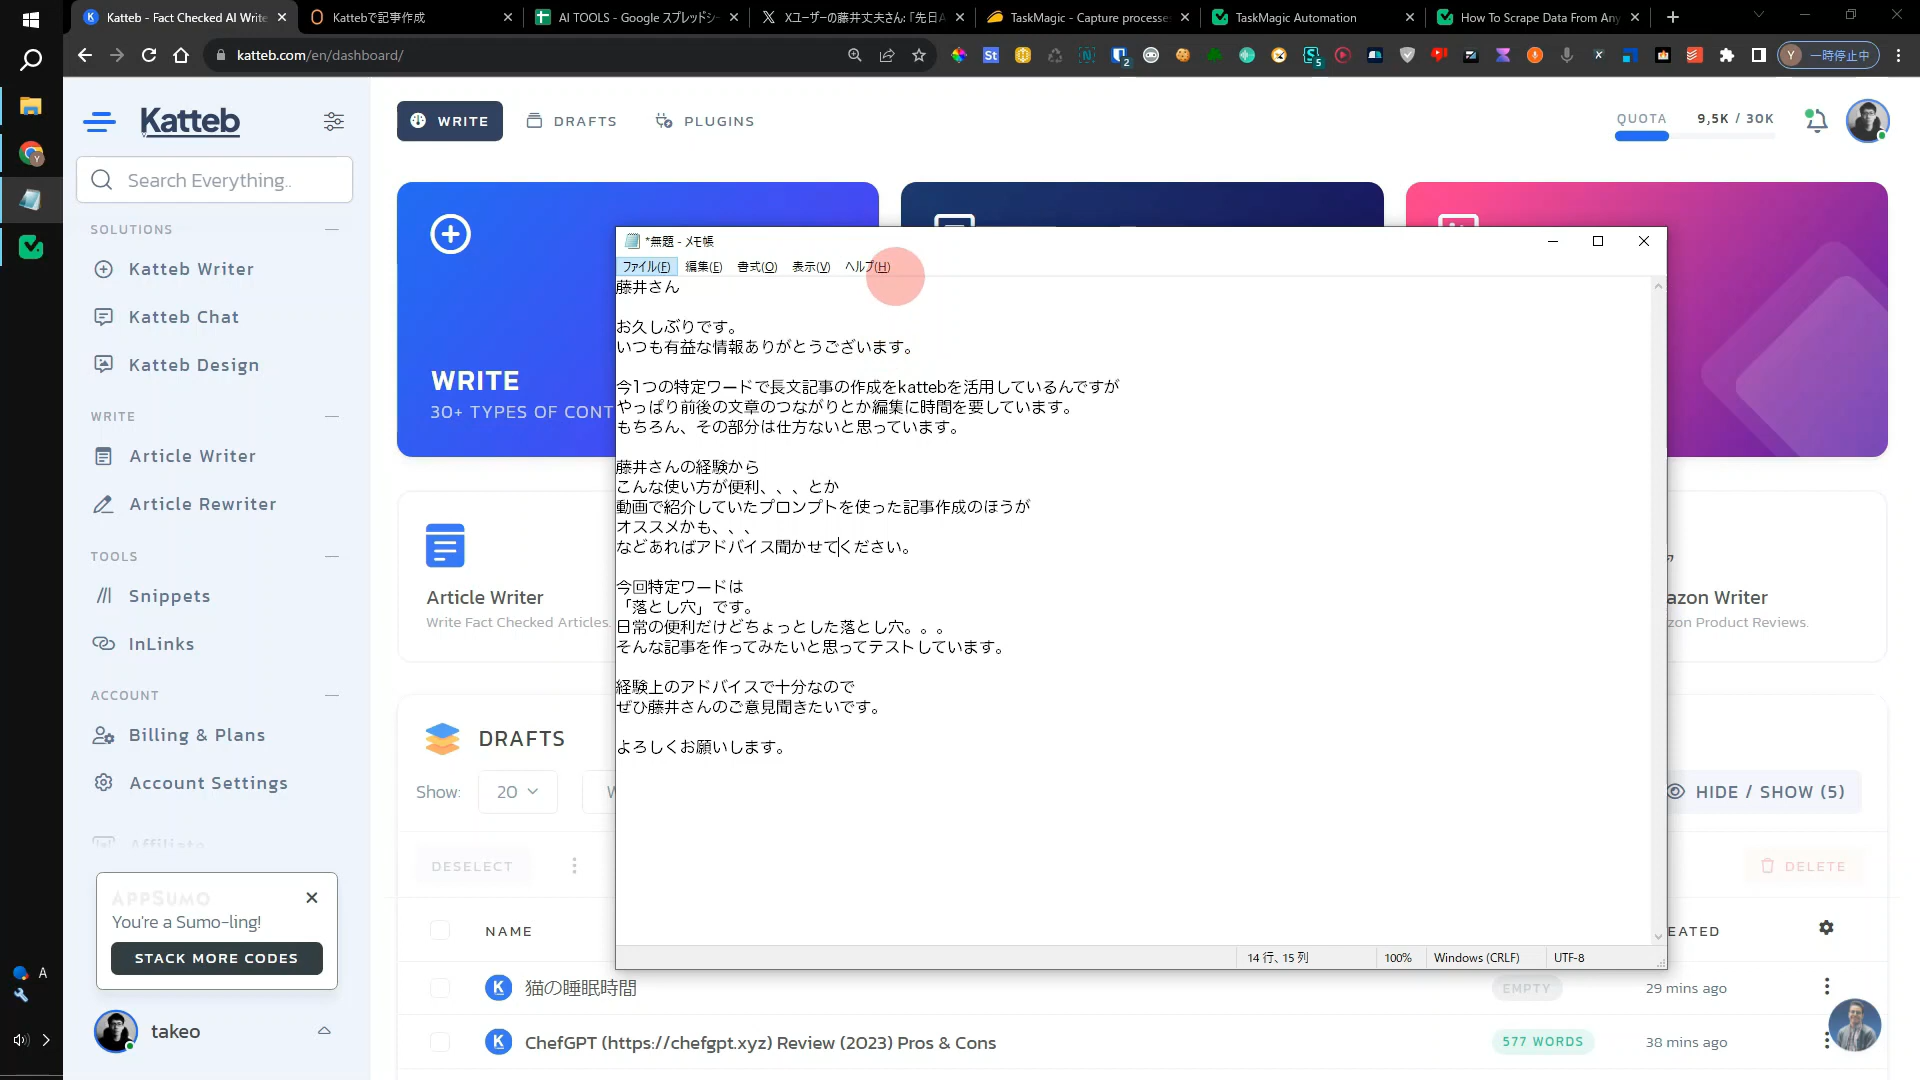 Katteb - Fact Checked AI Write
Kattebで記事作成
AI TOOLS - Google スプレッドシー
Xユーザーの藤井丈夫さん:「先日A
TaskMagic - Capture processe
TaskMagic Automation
How To Scrape Data From Any
katteb.com/en/dashboard/
St
2
5
Y 一時停止中
Katteb
WRITE
DRAFTS
PLUGINS
QUOTA
9,5K / 30K
Search Everything..
SOLUTIONS
Katteb Writer
Katteb Chat
Katteb Design
WRITE
Article Writer
Article Rewriter
TOOLS
Snippets
InLinks
ACCOUNT
Billing & Plans
Account Settings
Affiliate
APPSUMO
You're a Sumo-ling!
STACK MORE CODES
takeo
A
WRITE
30+ TYPES OF CONT
Article Writer
Write Fact Checked Articles.
azon Writer
zon Product Reviews.
*無題 - メモ帳
ファイル(F) 編集(E) 書式(O) 表示(V) ヘルプ(H)
藤井さん
お久しぶりです。
いつも有益な情報ありがとうございます。
今1つの特定ワードで長文記事の作成をkattebを活用しているんですが
やっぱり前後の文章のつながりとか編集に時間を要しています。
もちろん、その部分は仕方ないと思っています。
藤井さんの経験から
こんな使い方が便利、、、とか
動画で紹介していたプロンプトを使った記事作成のほうが
オススメかも、、、
などあればアドバイス聞かせてください。
今回特定ワードは
「落とし穴」です。
日常の便利だけどちょっとした落とし穴。。。
そんな記事を作ってみたいと思ってテストしています。
経験上のアドバイスで十分なので
ぜひ藤井さんのご意見聞きたいです。
よろしくお願いします。
14 行、15 列
100%
Windows (CRLF)
UTF-8
DRAFTS
Show:
20
W
HIDE / SHOW (5)
DESELECT
DELETE
NAME
EATED
K
猫の睡眠時間
EMPTY
29 mins ago
K
ChefGPT (https://chefgpt.xyz) Review (2023) Pros & Cons
577 WORDS
38 mins ago